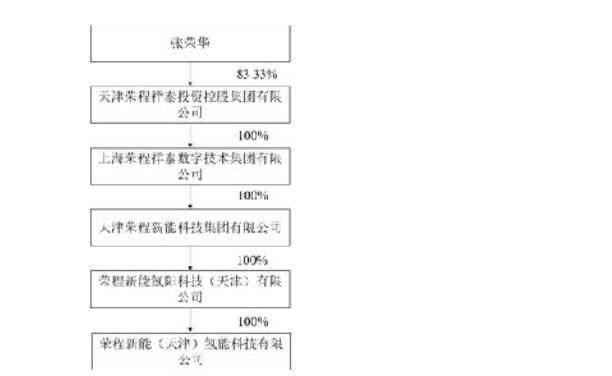 张荣华
83.33%
天津荣程祥泰投资控股集团有限
公司
100%
上海荣程祥泰数字技术集团有限
公司
100%
天津荣程新能科技集团有限公司
100%
荣程新能氢阳科技（天津）有限
公司
100%
荣程新能（天津）氢能科技有限
公司